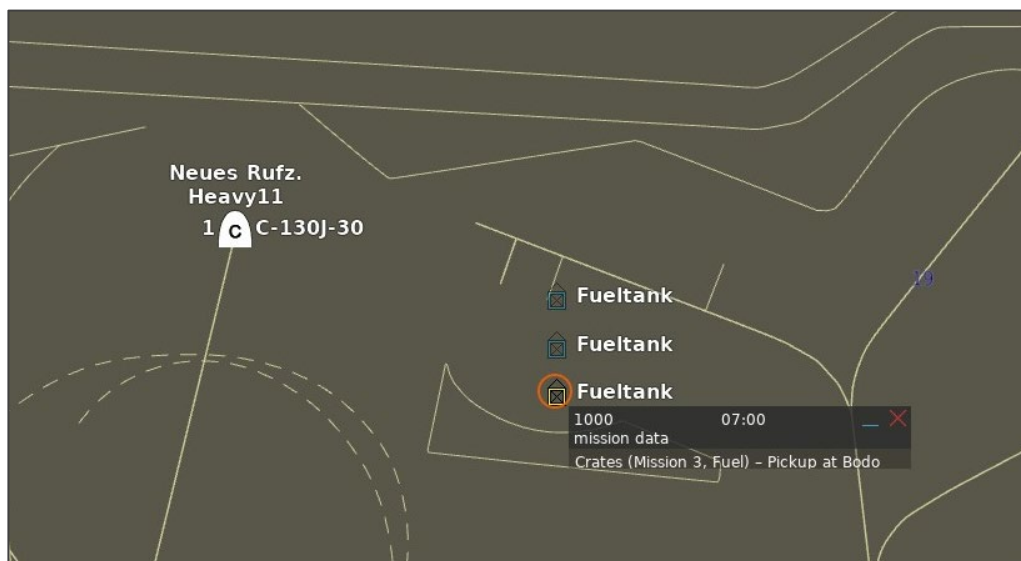 Neues Rufz.
Heavy11
1 C C-130J-30
19
Fueltank
Fueltank
Fueltank
1000 07:00
mission data
Crates (Mission 3, Fuel) – Pickup at Bodo